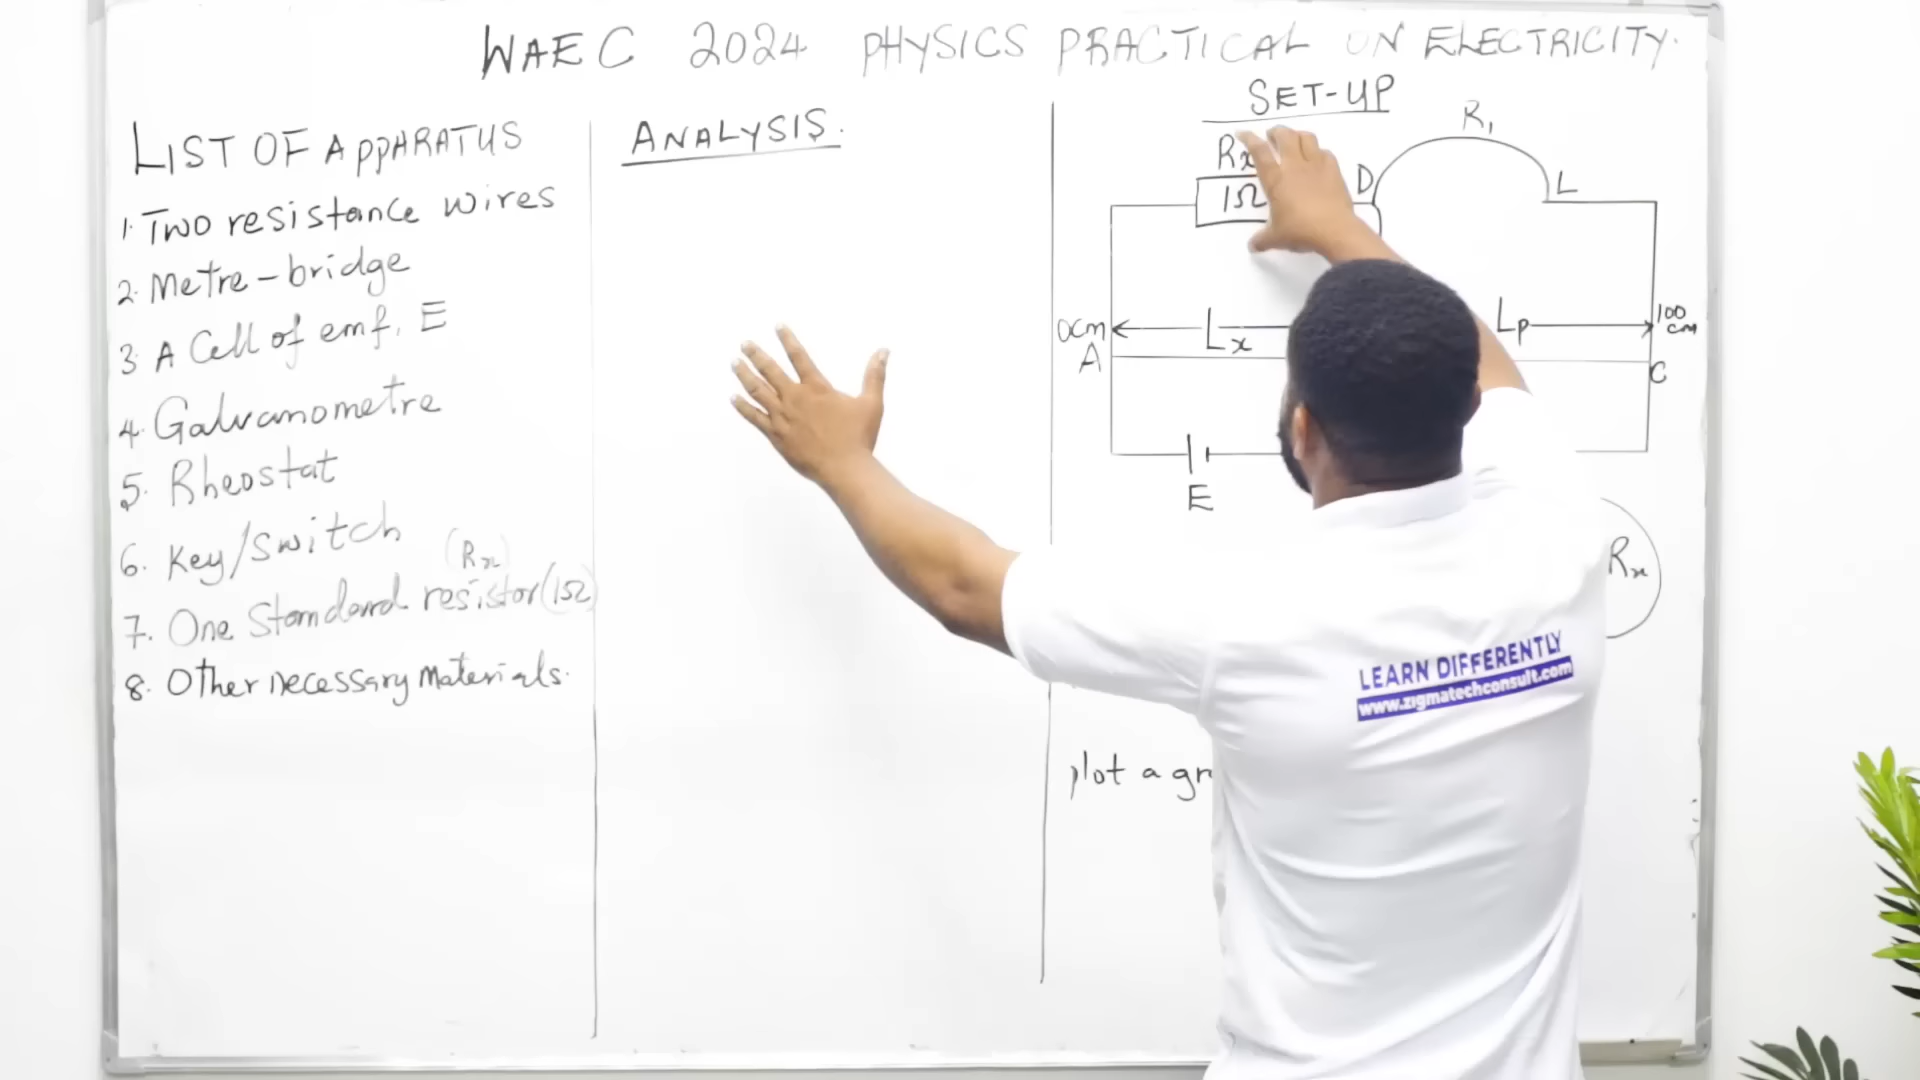 WAEC 2024 PHYSICS PRACTICAL ON ELECTRICITY.
LIST OF APPARATUS
1. Two resistance wires
2. Metre-bridge
3. A Cell of emf, E
4. Galvanometre
5. Rheostat
6. Key/Switch
(Rx)
7. One Standard resistor (1Ω)
8. Other necessary materials.
ANALYSIS.
SET-UP
Rx
1Ω
D
R1
L
0cm
Lx
Lp
100 cm
A
C
E
Rx
plot a
LEARN DIFFERENTLY
www.zigmatechconsult.com